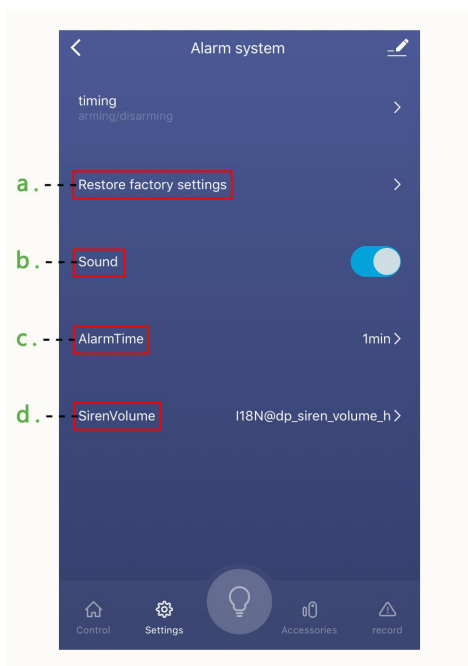 Alarm system
timing
arming/disarming
a. Restore factory settings
b. Sound
c. AlarmTime 1min
d. SirenVolume I18N@dp_siren_volume_h
Control Settings Accessories record